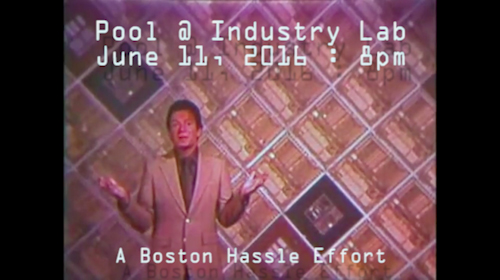 Pool @ Industry Lab
June 11, 2016 : 8pm
A Boston Hassle Effort